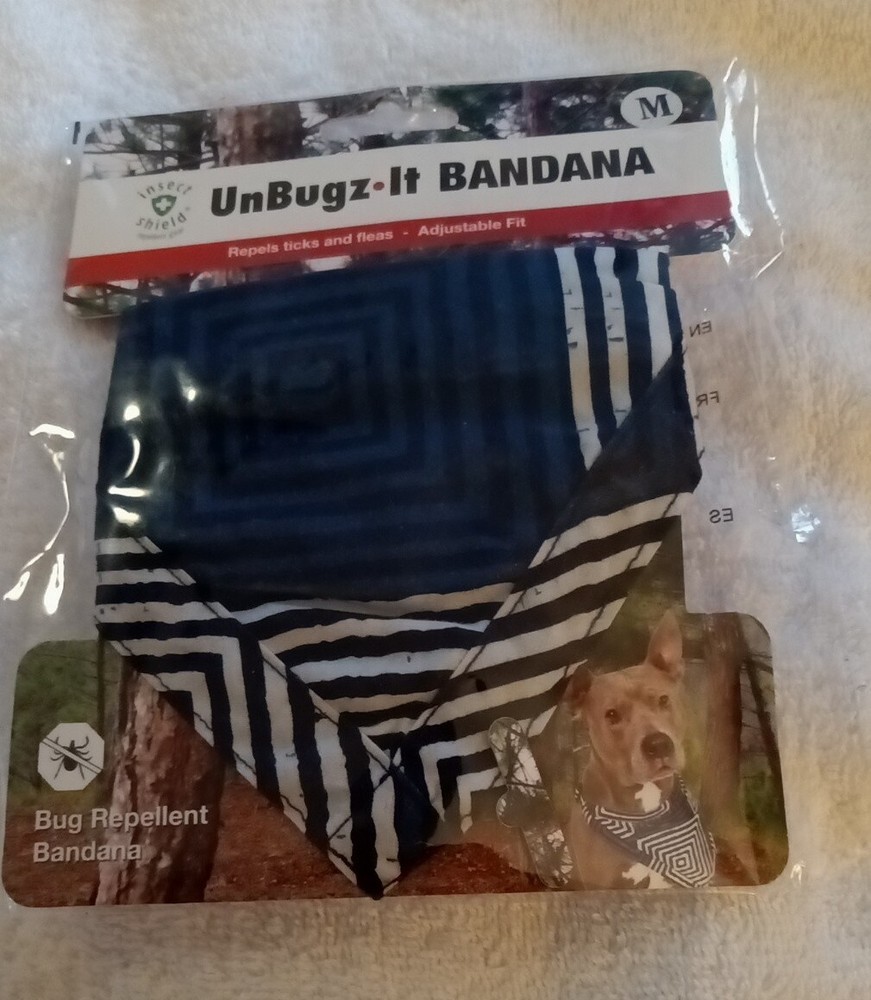 M
insect
shield®
UnBugz•It BANDANA
Repels ticks and fleas - Adjustable Fit
EN
FR
ES
Bug Repellent
Bandana